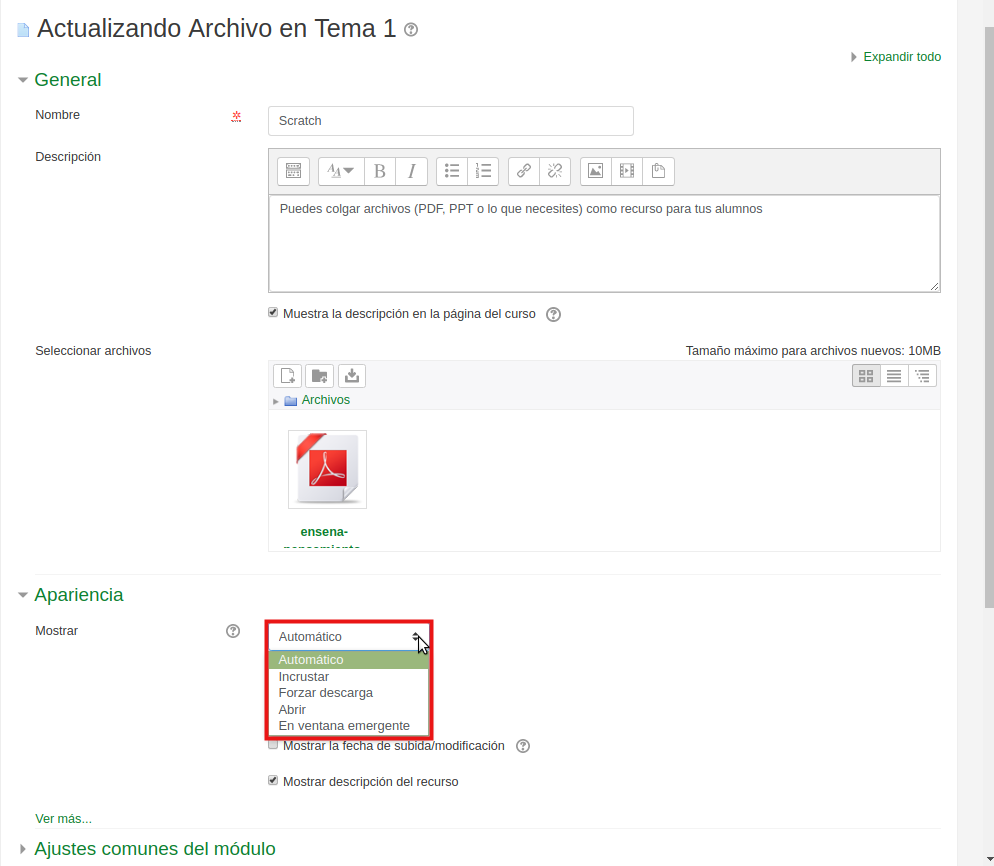 Actualizando Archivo en Tema 1
Expandir todo
General
Nombre
Scratch
Descripción
B I
Puedes colgar archivos (PDF, PPT o lo que necesites) como recurso para tus alumnos
Muestra la descripción en la página del curso
Seleccionar archivos
Tamaño máximo para archivos nuevos: 10MB
Archivos
ensena-
pensamiento
Apariencia
Mostrar
Automático
Automático
Incrustar
Forzar descarga
Abrir
En ventana emergente
Mostrar la fecha de subida/modificación
Mostrar descripción del recurso
Ver más...
Ajustes comunes del módulo